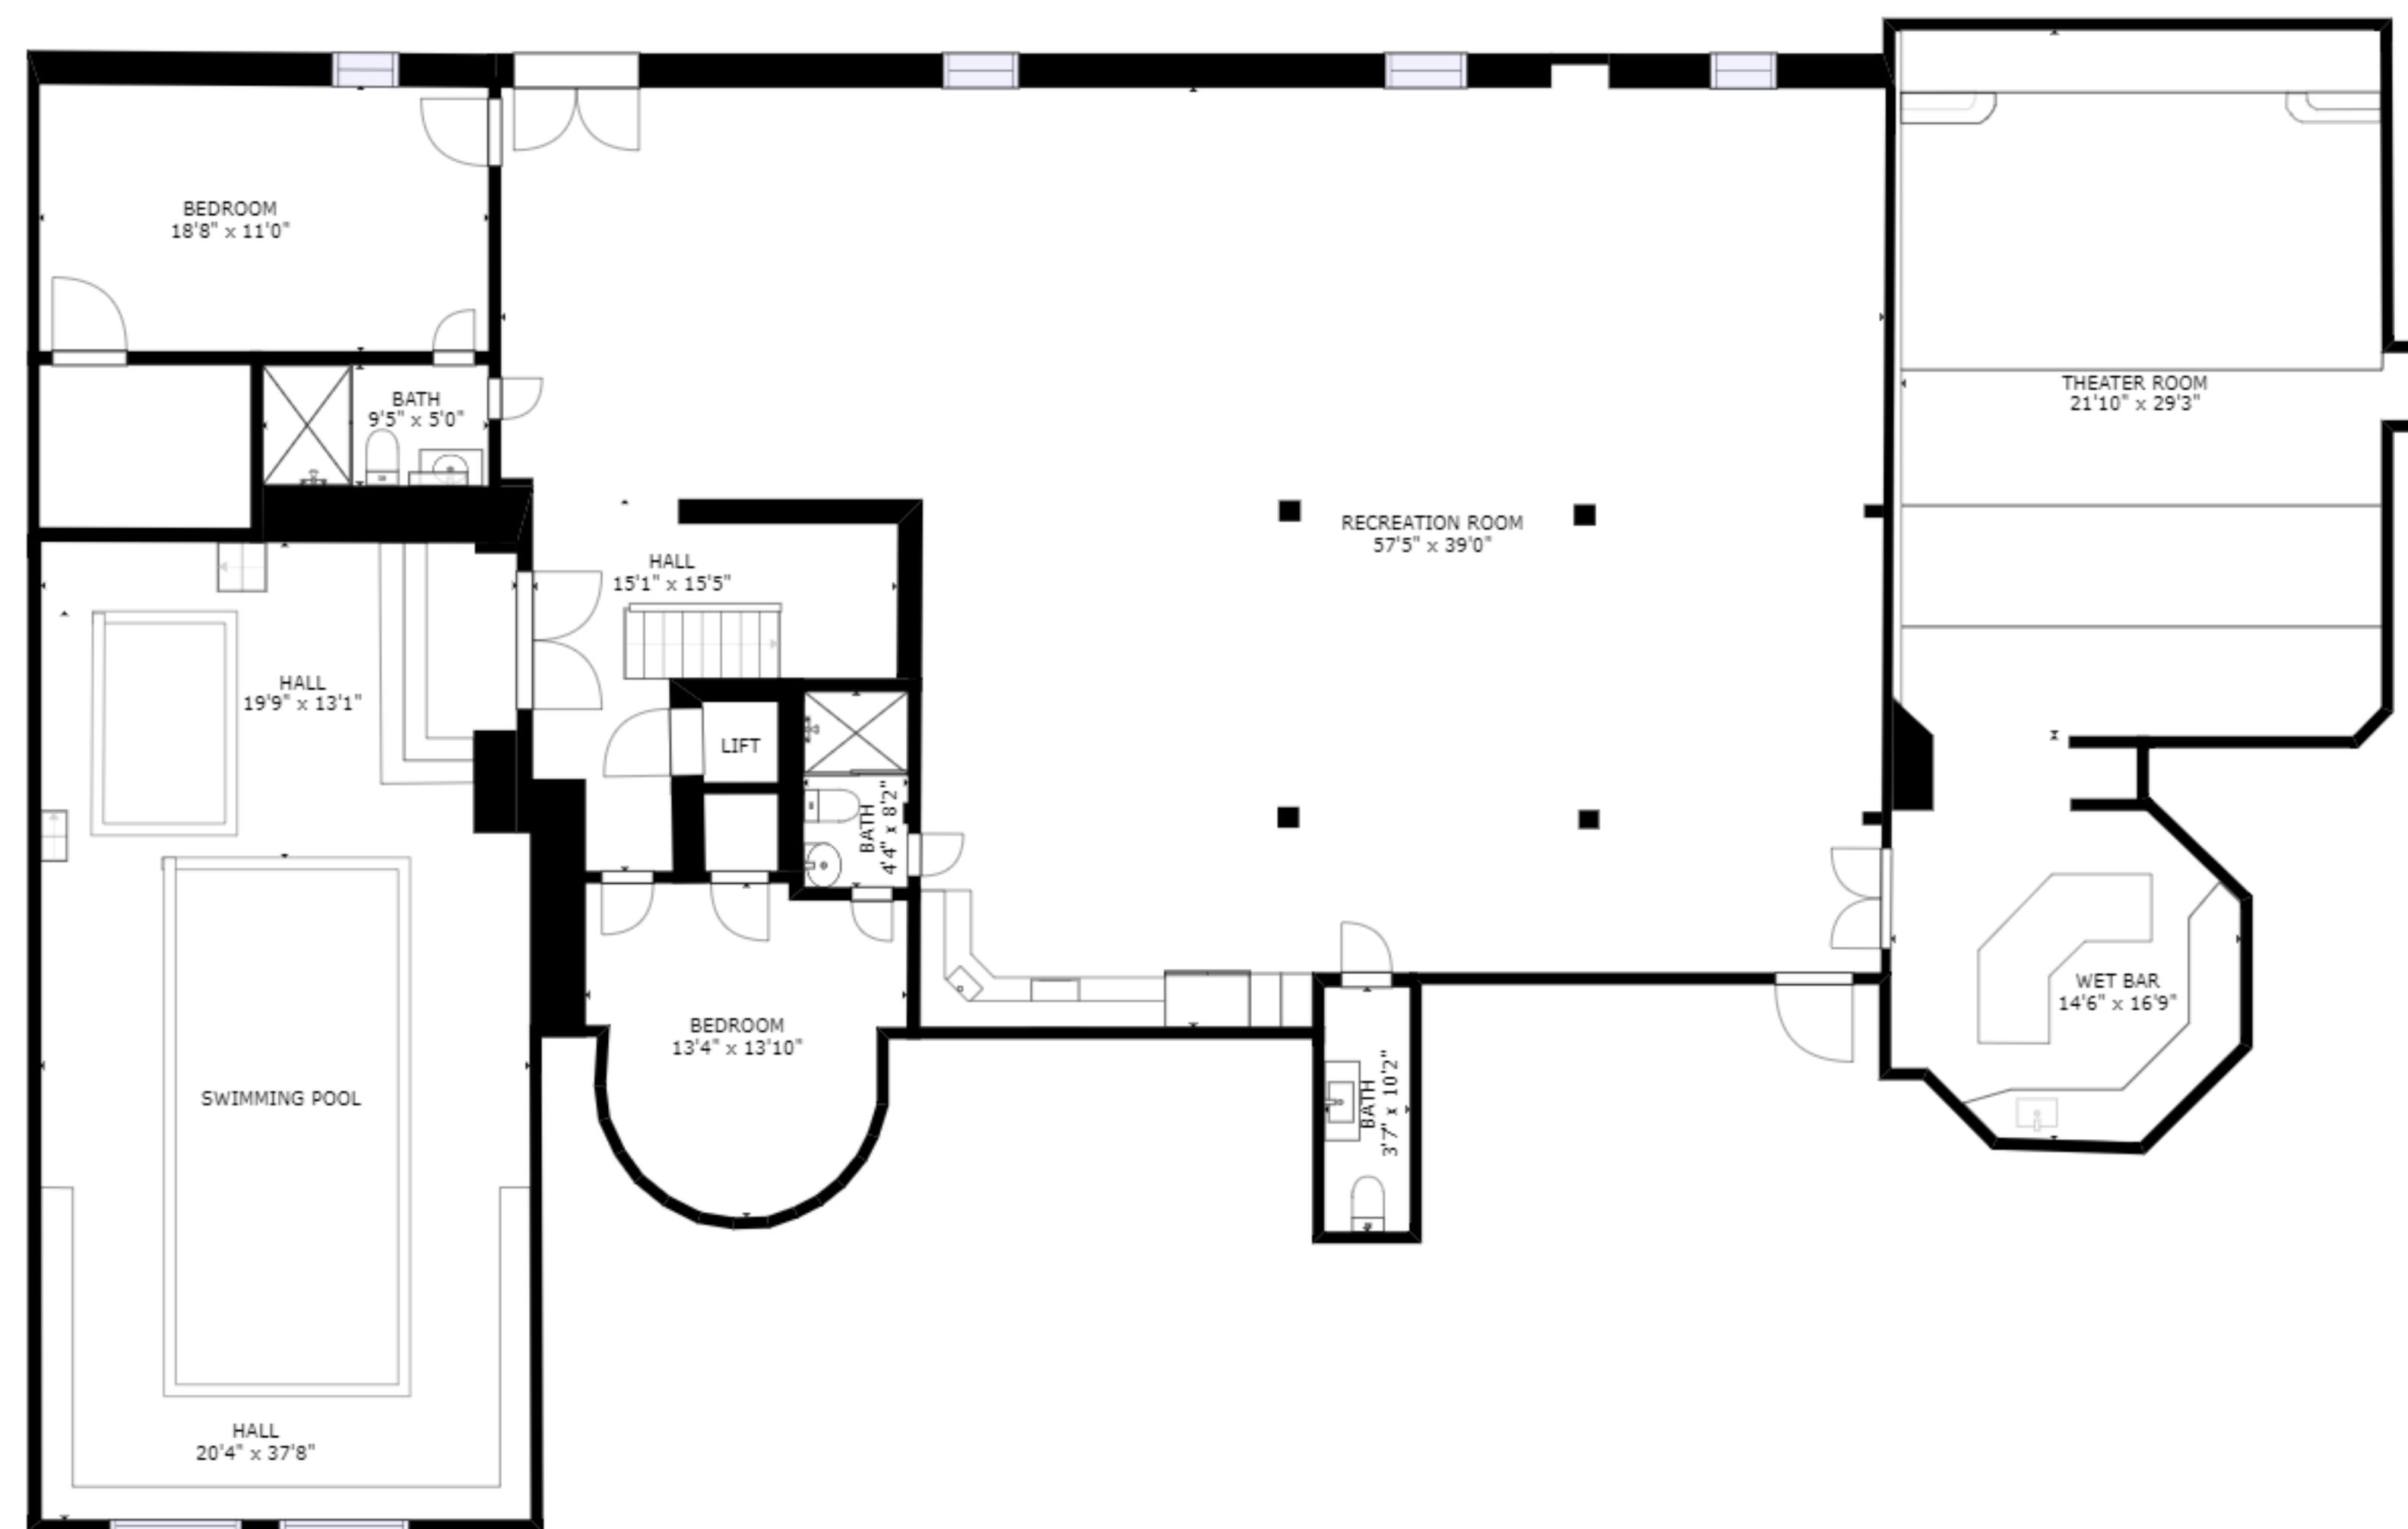 BEDROOM
18'8" x 11'0"
BATH
9'5" x 5'0"
THEATER ROOM
21'10" x 29'3"
RECREATION ROOM
57'5" x 39'0"
HALL
15'1" x 15'5"
HALL
19'9" x 13'1"
LIFT
BATH
4'4" x 8'2"
WET BAR
14'6" x 16'9"
BEDROOM
13'4" x 13'10"
BATH
3'7" x 10'2"
SWIMMING POOL
HALL
20'4" x 37'8"